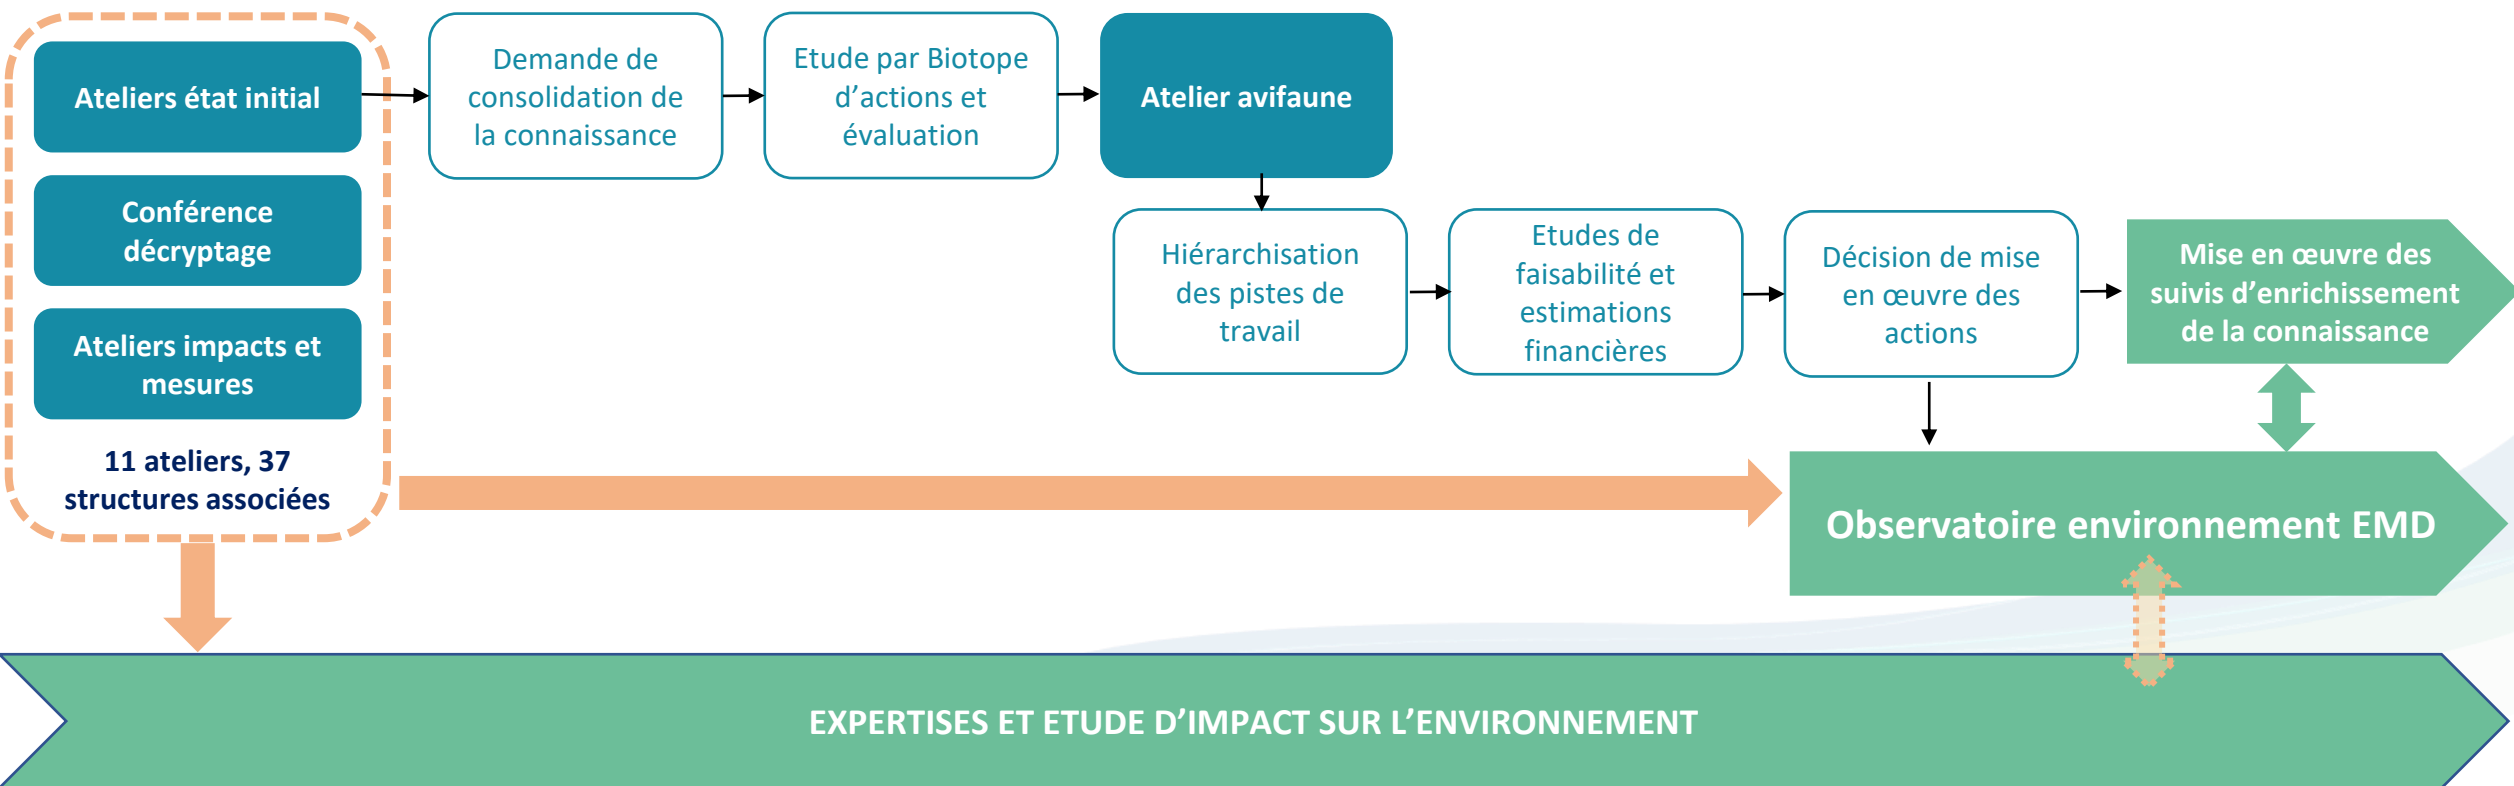 Ateliers état initial
Conférence
décryptage
Ateliers impacts et
mesures
11 ateliers, 37
structures associées
Demande de
consolidation de
la connaissance
Etude par Biotope
d’actions et
évaluation
Atelier avifaune
Hiérarchisation
des pistes de
travail
Etudes de
faisabilité et
estimations
financières
Décision de mise
en œuvre des
actions
Mise en œuvre des
suivis d’enrichissement
de la connaissance
Observatoire environnement EMD
EXPERTISES ET ETUDE D’IMPACT SUR L’ENVIRONNEMENT